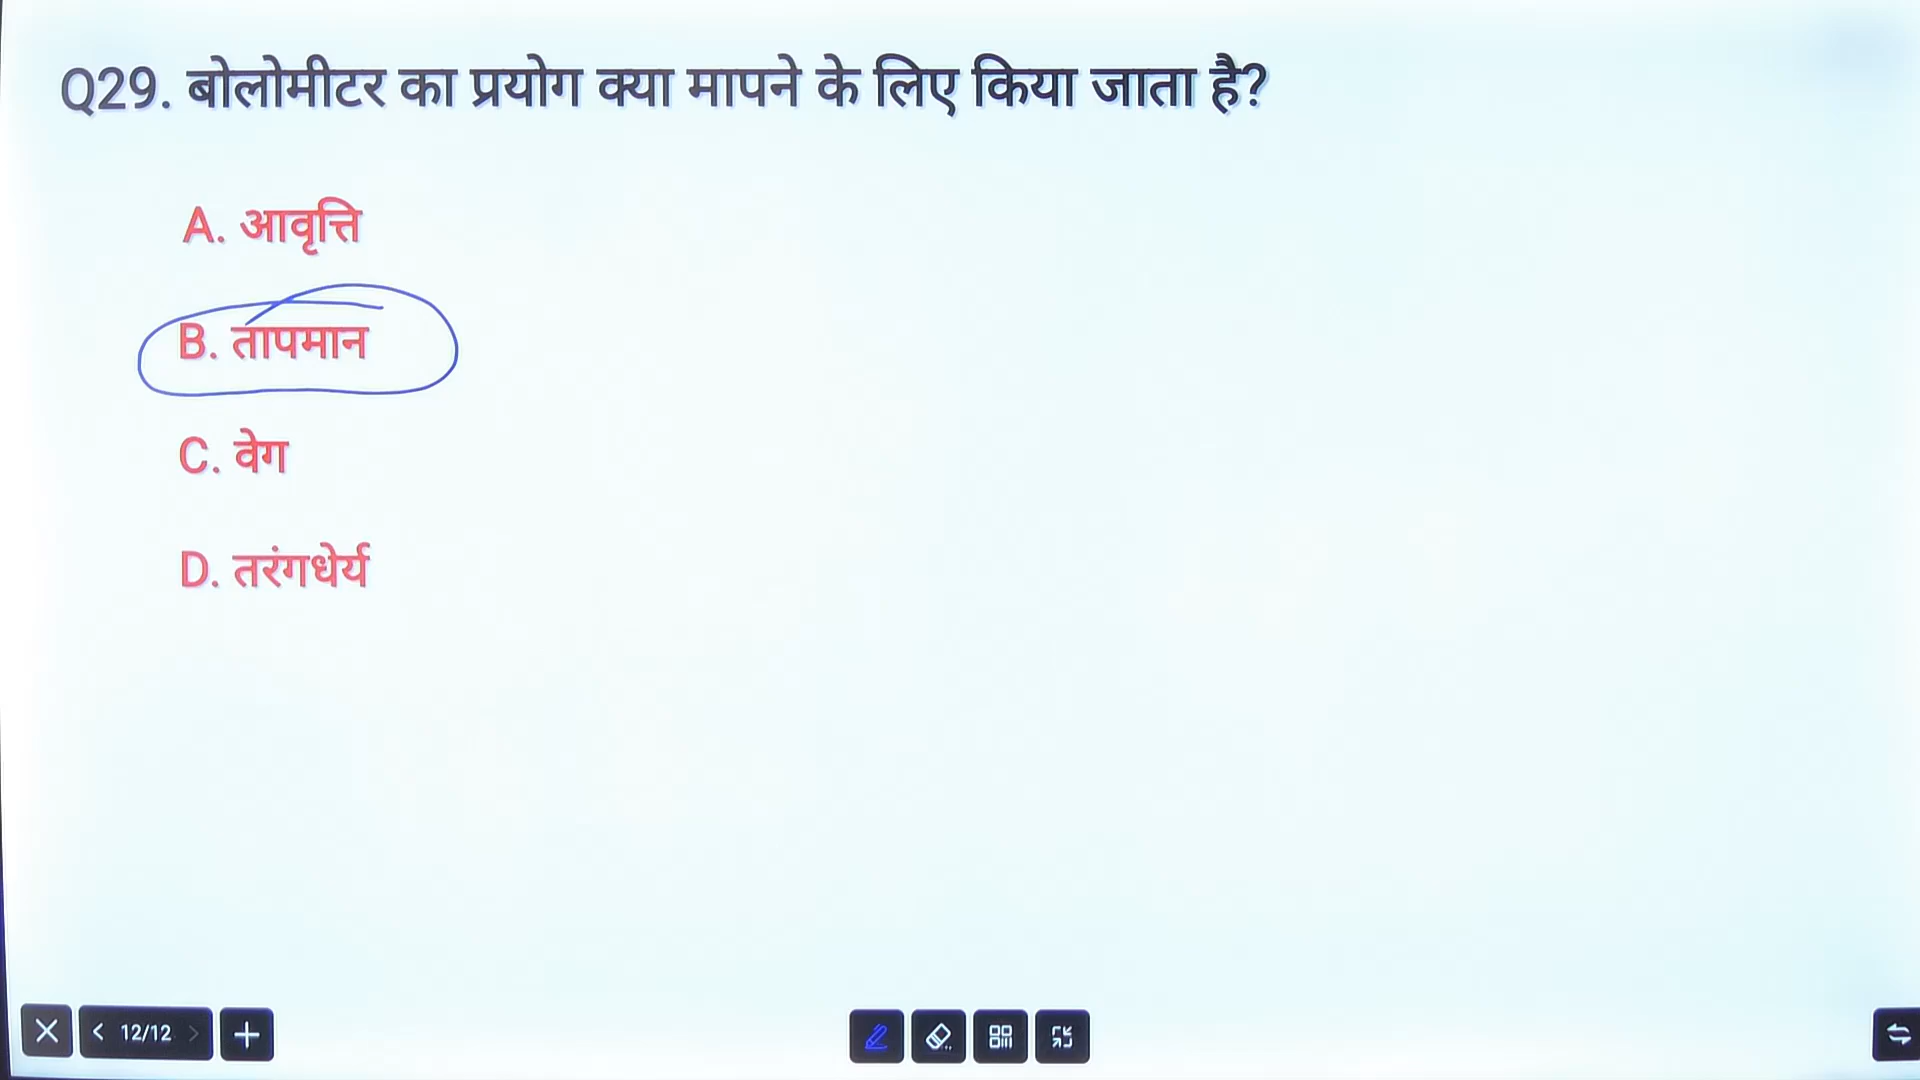 Q29. बोलोमीटर का प्रयोग क्या मापने के लिए किया जाता है?
A. आवृत्ति
B. तापमान
C. वेग
D. तरंगधेर्य
12/12